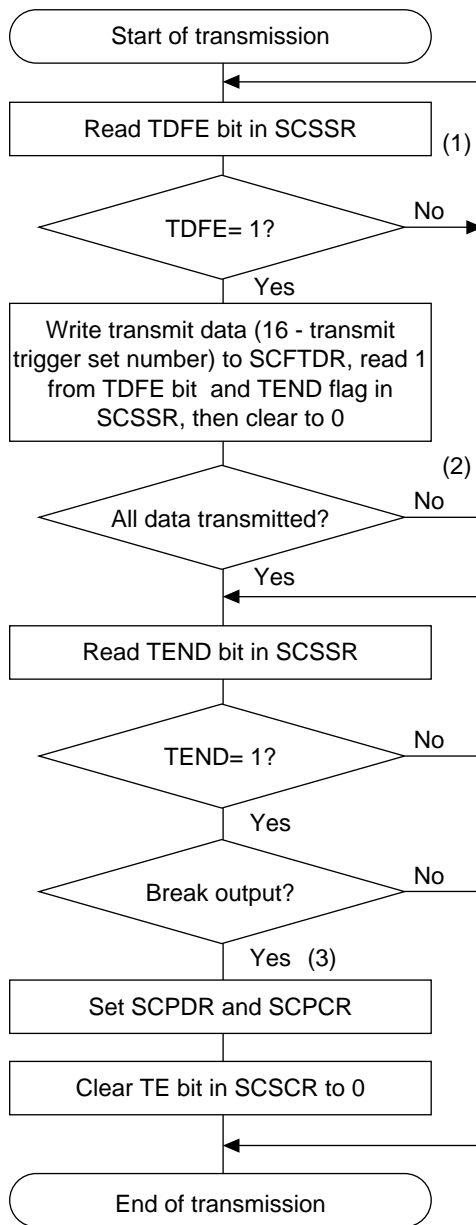 Start of transmission
Read TDFE bit in SCSSR
(1)
TDFE= 1?
No
Yes
Write transmit data (16 - transmit
trigger set number) to SCFTDR, read 1
from TDFE bit and TEND flag in
SCSSR, then clear to 0
(2)
All data transmitted?
No
Yes
Read TEND bit in SCSSR
TEND= 1?
No
Yes
Break output?
No
Yes (3)
Set SCPDR and SCPCR
Clear TE bit in SCSCR to 0
End of transmission